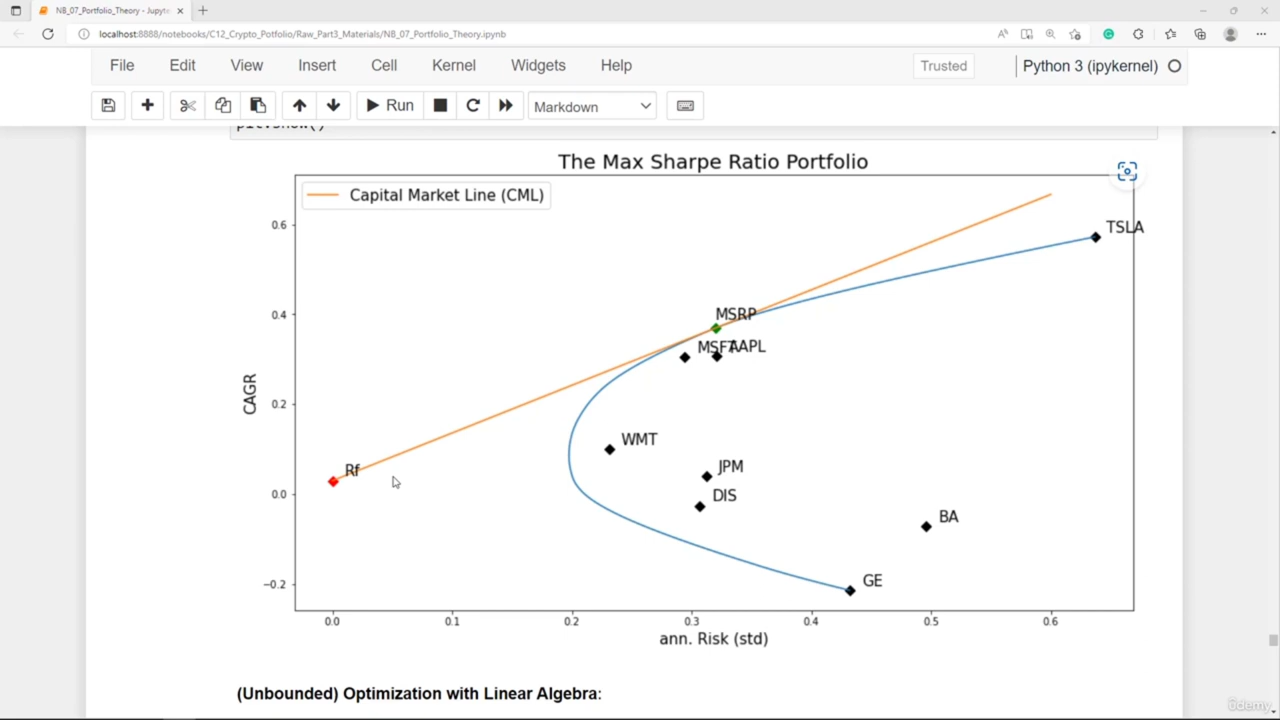 NB_07_Portfolio_Theory - Jupyte
localhost:8888/notebooks/C12_Crypto_Potfolio/Raw_Part3_Materials/NB_07_Portfolio_Theory.ipynb
File Edit View Insert Cell Kernel Widgets Help Trusted Python 3 (ipykernel)
Run Markdown
The Max Sharpe Ratio Portfolio
Capital Market Line (CML)
0.6
TSLA
0.4
MSRP
MSFT
AAPL
CAGR
0.2
WMT
JPM
Rf
0.0
DIS
BA
GE
−0.2
0.0 0.1 0.2 0.3 0.4 0.5 0.6
ann. Risk (std)
(Unbounded) Optimization with Linear Algebra:
ûdemy